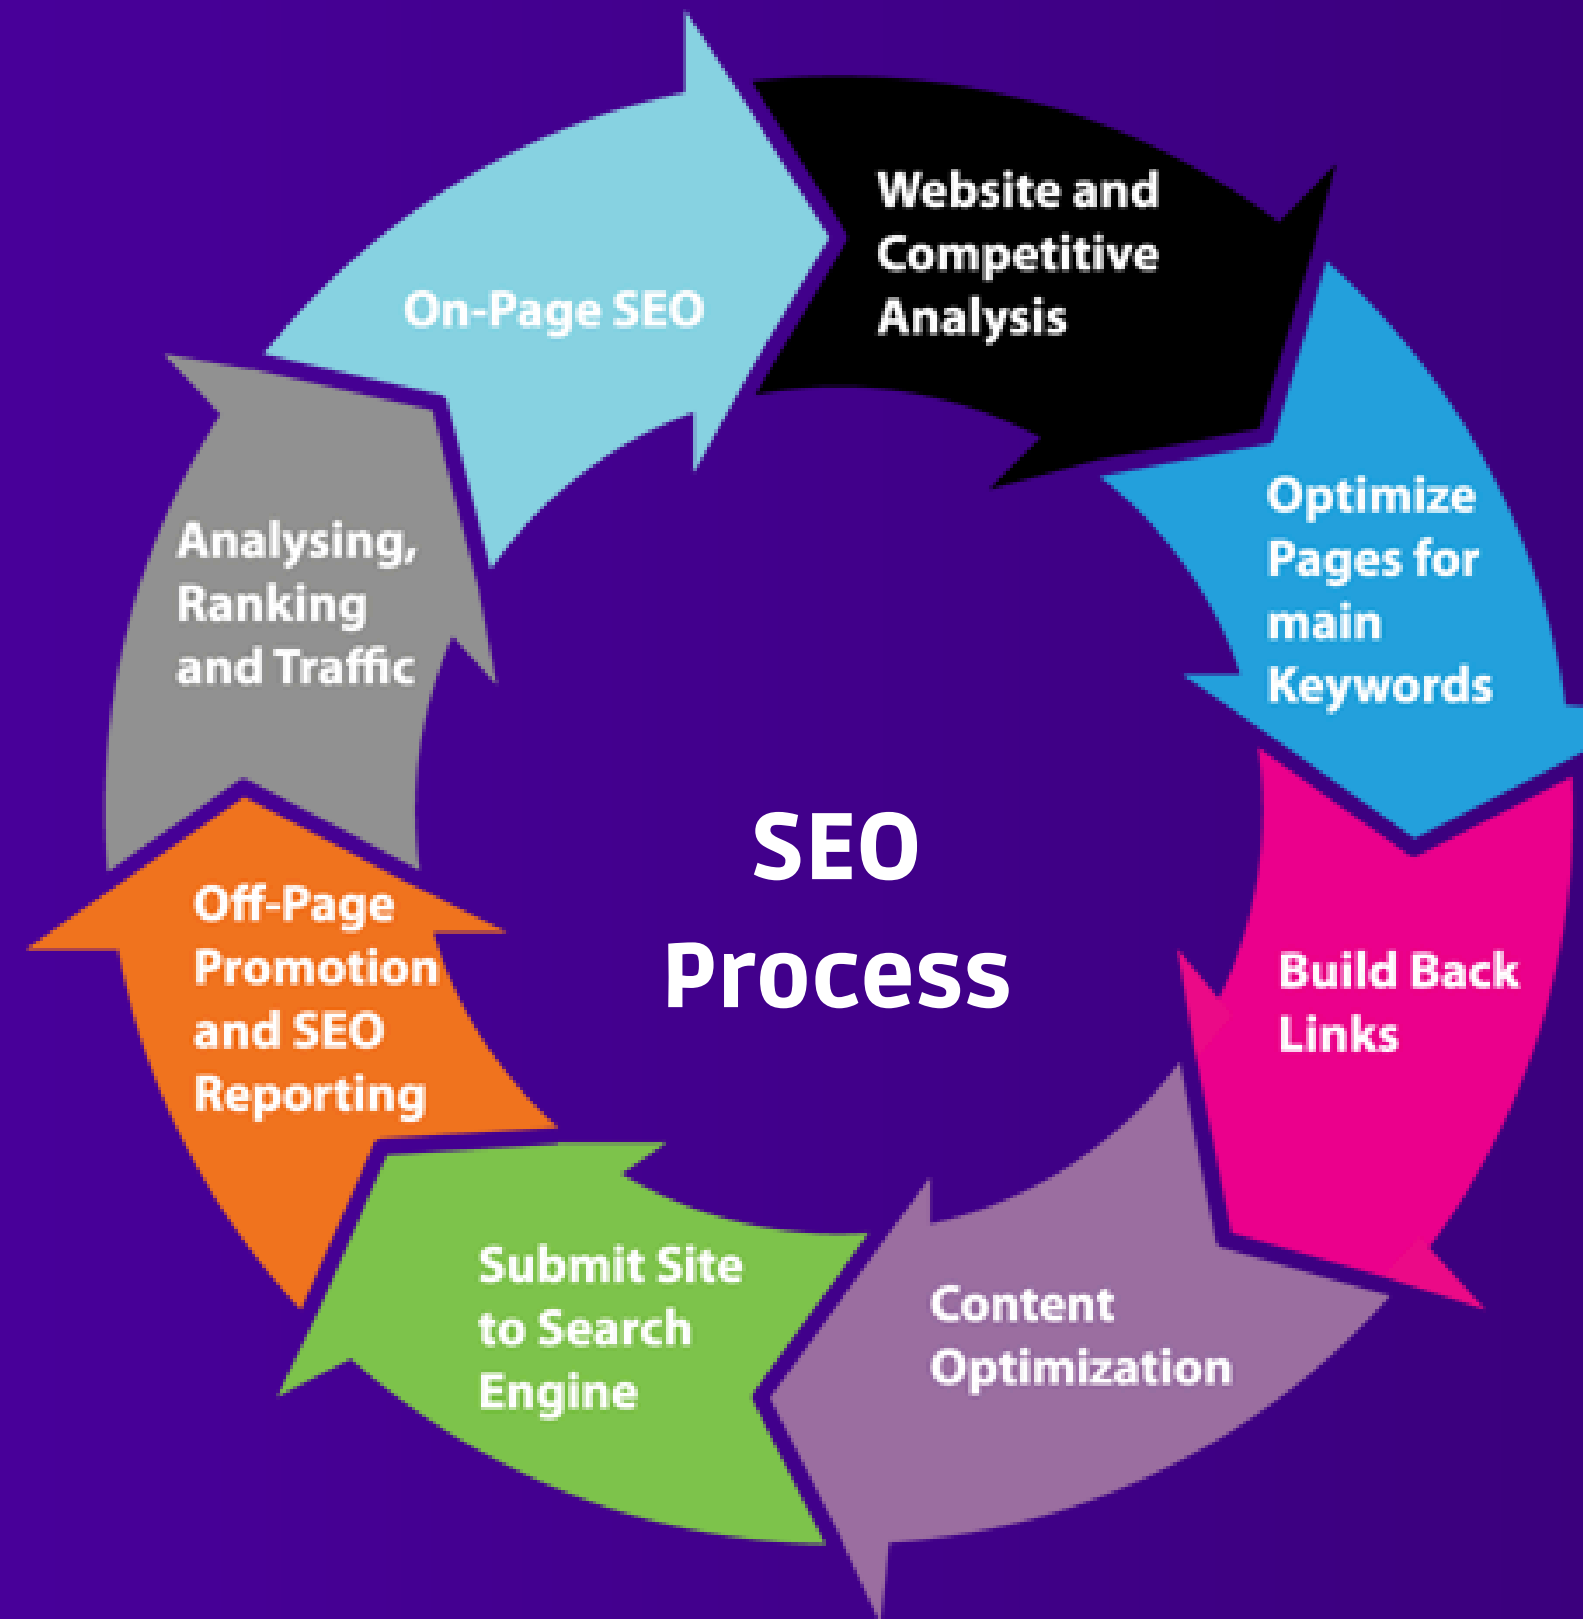 On-Page SEO
Website and
Competitive
Analysis
Optimize
Pages for
main
Keywords
Build Back
Links
Content
Optimization
Submit Site
to Search
Engine
Off-Page
Promotion
and SEO
Reporting
Analysing,
Ranking
and Traffic
SEO
Process